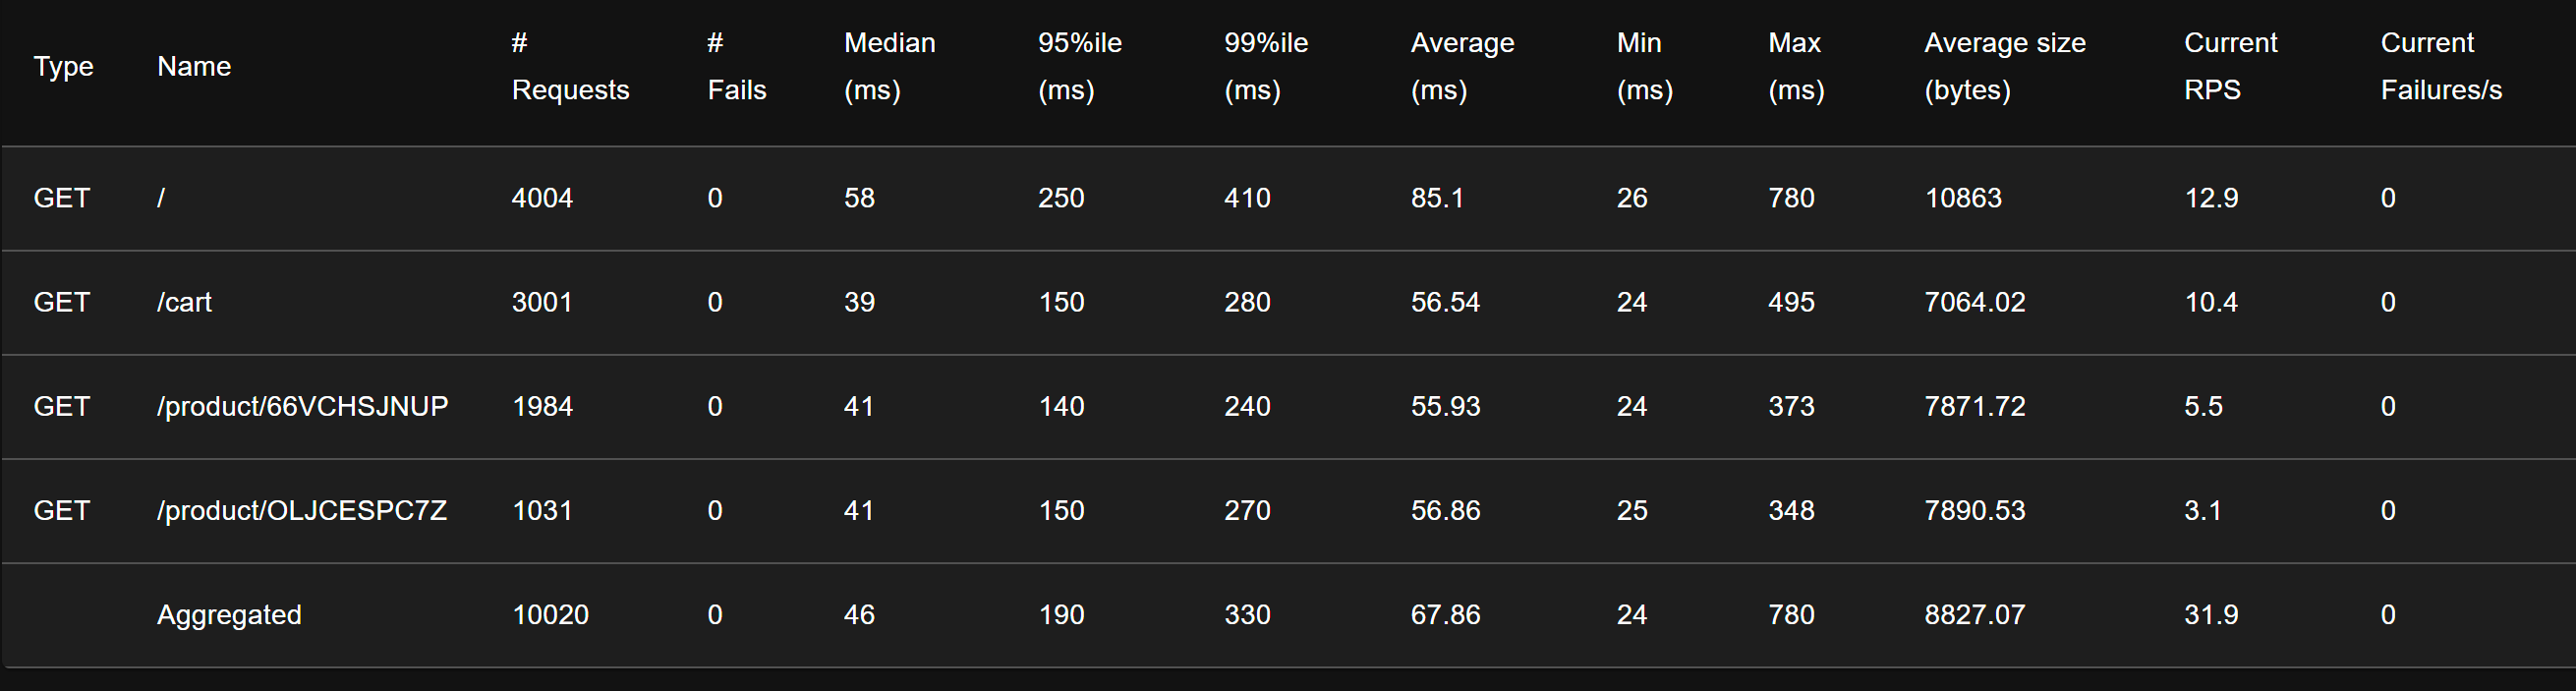 Type Name # Requests # Fails Median (ms) 95%ile (ms) 99%ile (ms) Average (ms) Min (ms) Max (ms) Average size (bytes) Current RPS Current Failures/s
GET / 4004 0 58 250 410 85.1 26 780 10863 12.9 0
GET /cart 3001 0 39 150 280 56.54 24 495 7064.02 10.4 0
GET /product/66VCHSJNUP 1984 0 41 140 240 55.93 24 373 7871.72 5.5 0
GET /product/OLJCESPC7Z 1031 0 41 150 270 56.86 25 348 7890.53 3.1 0
Aggregated 10020 0 46 190 330 67.86 24 780 8827.07 31.9 0